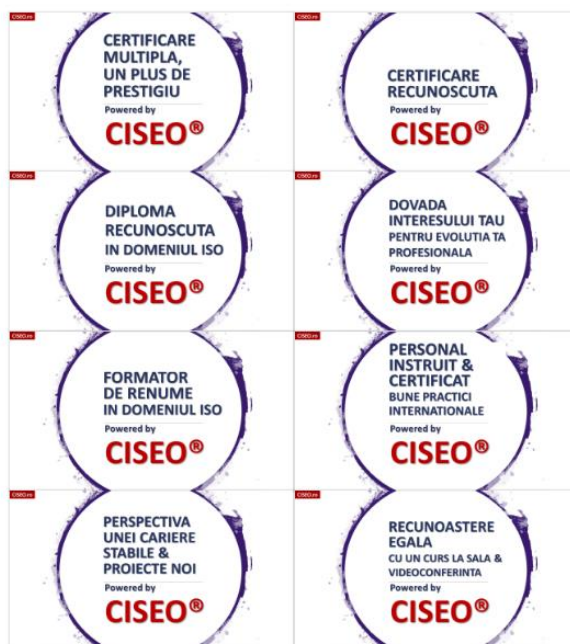 CISEO.ro
CERTIFICARE
MULTIPLA,
UN PLUS DE
PRESTIGIU
Powered by
CISEO®
CISEO.ro
CERTIFICARE
RECUNOSCUTA
Powered by
CISEO®
CISEO.ro
DIPLOMA
RECUNOSCUTA
IN DOMENIUL ISO
Powered by
CISEO®
CISEO.ro
DOVADA
INTERESULUI TAU
PENTRU EVOLUTIA TA
PROFESIONALA
Powered by
CISEO®
CISEO.ro
FORMATOR
DE RENUME
IN DOMENIUL ISO
Powered by
CISEO®
CISEO.ro
PERSONAL
INSTRUIT &
CERTIFICAT
BUNE PRACTICI
INTERNATIONALE
Powered by
CISEO®
CISEO.ro
PERSPECTIVA
UNEI CARIERE
STABILE &
PROIECTE NOI
Powered by
CISEO®
CISEO.ro
RECUNOASTERE
EGALA
CU UN CURS LA SALA &
VIDEOCONFERINTA
Powered by
CISEO®